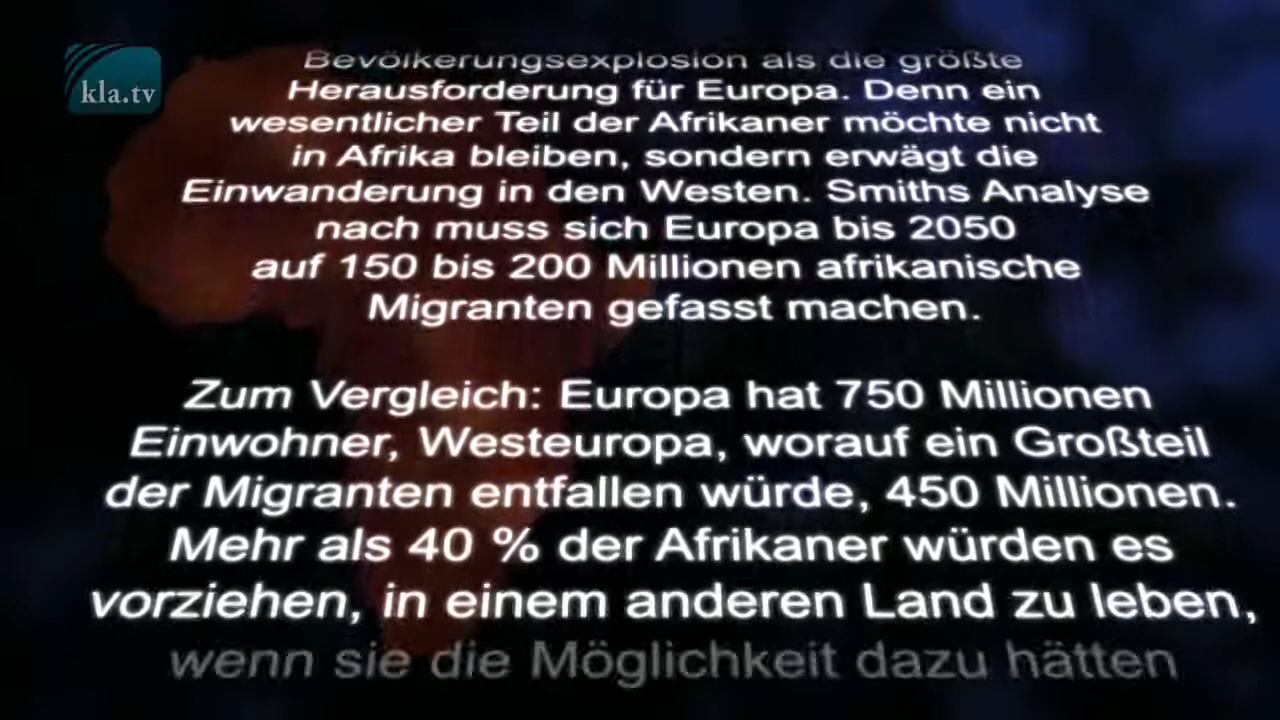 kla.tv
Bevölkerungsexplosion als die größte
Herausforderung für Europa. Denn ein
wesentlicher Teil der Afrikaner möchte nicht
in Afrika bleiben, sondern erwägt die
Einwanderung in den Westen. Smiths Analyse
nach muss sich Europa bis 2050
auf 150 bis 200 Millionen afrikanische
Migranten gefasst machen.
Zum Vergleich: Europa hat 750 Millionen
Einwohner, Westeuropa, worauf ein Großteil
der Migranten entfallen würde, 450 Millionen.
Mehr als 40 % der Afrikaner würden es
vorziehen, in einem anderen Land zu leben,
wenn sie die Möglichkeit dazu hätten